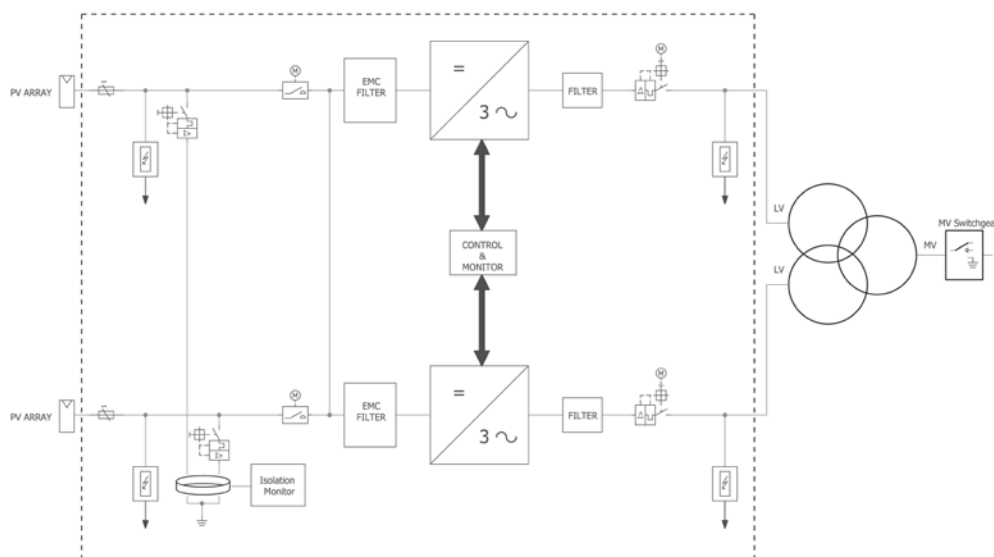 M
M
PV ARRAY
EMC
FILTER
=
3 ~
FILTER
I>
LV
CONTROL
&
MONITOR
MV Switchgea
MV
LV
M
M
PV ARRAY
EMC
FILTER
=
3 ~
FILTER
I>
Isolation
Monitor